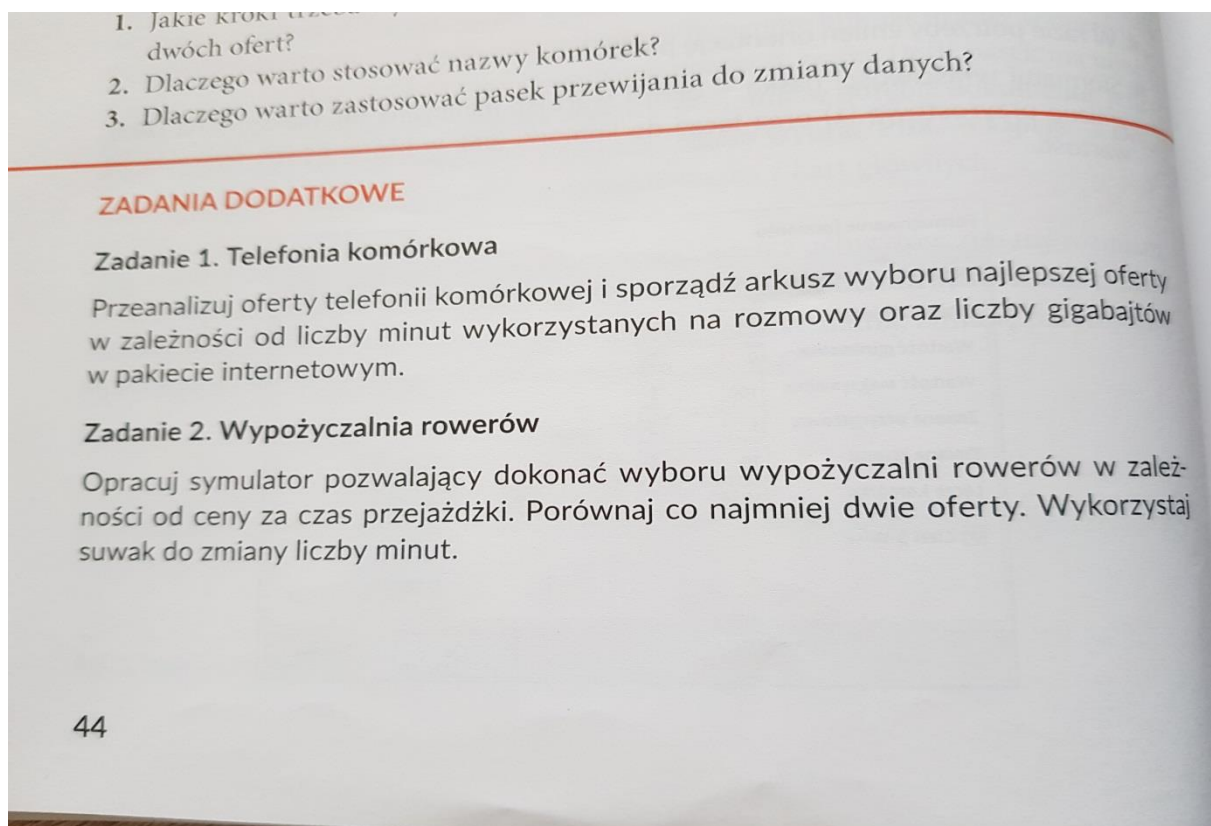 1. Jakie kroki
dwóch ofert?
2. Dlaczego warto stosować nazwy komórek?
3. Dlaczego warto zastosować pasek przewijania do zmiany danych?
ZADANIA DODATKOWE
Zadanie 1. Telefonia komórkowa
Przeanalizuj oferty telefonii komórkowej i sporządź arkusz wyboru najlepszej oferty
w zależności od liczby minut wykorzystanych na rozmowy oraz liczby gigabajtów
w pakiecie internetowym.
Zadanie 2. Wypożyczalnia rowerów
Opracuj symulator pozwalający dokonać wyboru wypożyczalni rowerów w zależ-
ności od ceny za czas przejażdżki. Porównaj co najmniej dwie oferty. Wykorzystaj
suwak do zmiany liczby minut.
44